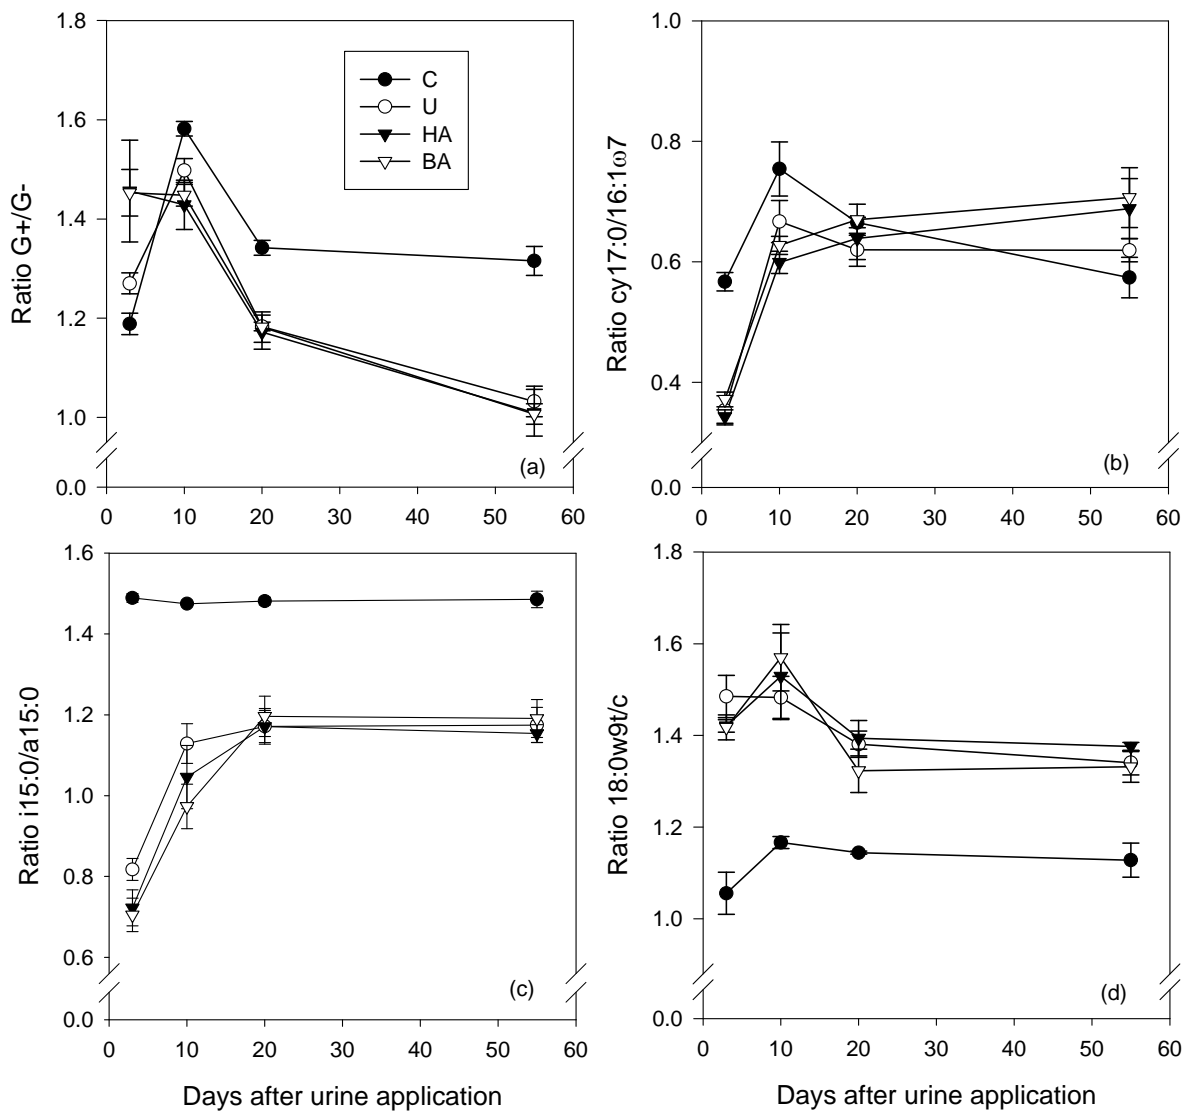 1.8
1.6
1.4
1.2
1.0
0.0
Ratio G+/G-
C
U
HA
BA
(a)
0 10 20 30 40 50 60
1.0
0.8
0.6
0.4
0.0
Ratio cy17:0/16:1ω7
(b)
0 10 20 30 40 50 60
1.6
1.4
1.2
1.0
0.8
0.6
0.0
Ratio i15:0/a15:0
(c)
0 10 20 30 40 50 60
Days after urine application
1.8
1.6
1.4
1.2
1.0
0.0
Ratio 18:0w9t/c
(d)
0 10 20 30 40 50 60
Days after urine application